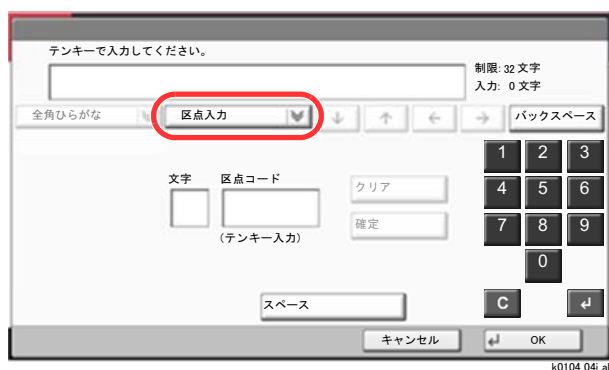 テンキーで入力してください。
制限: 32 文字
入力: 0 文字
全角ひらがな 区点入力 ↓ ↑ ← → バックスペース
1 2 3
文字 区点コード クリア
4 5 6
確定
7 8 9
(テンキー入力)
0
スペース
C ↵
キャンセル ↵ OK